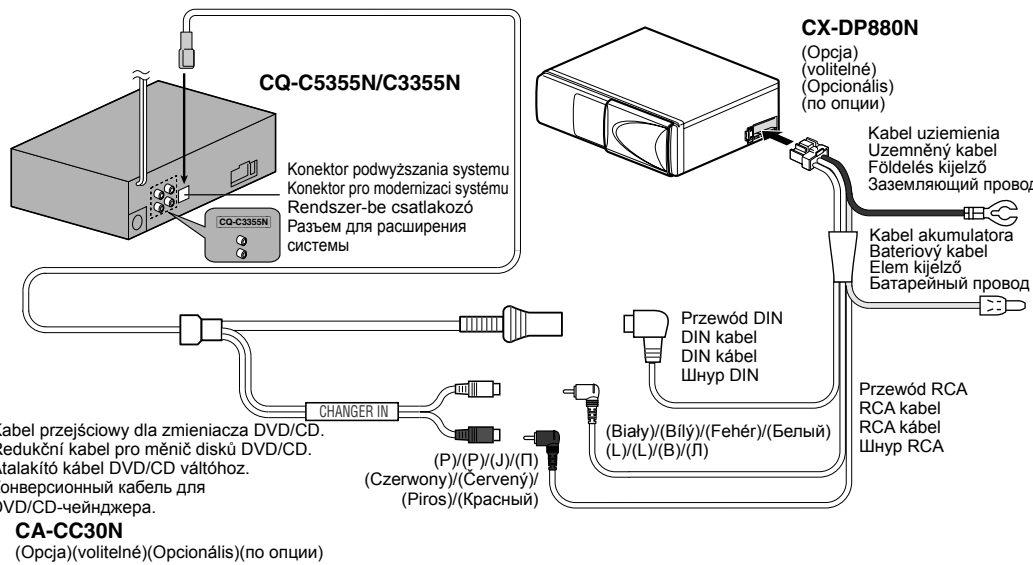 CX-DP880N
(Opcja)
(volitelné)
(Opcionális)
(по опции)
CQ-C5355N/C3355N
Kabel uziemienia
Uzemněný kabel
Földelés kijelző
Заземляющий провод
Konektor podwyższania systemu
Konektor pro modernizaci systému
Rendszer-be csatlakozó
Разъем для расширения
системы
CQ-C3355N
Kabel akumulatora
Bateriový kabel
Elem kijelző
Батарейный провод
Przewód DIN
DIN kabel
DIN kábel
Шнур DIN
CHANGER IN
Przewód RCA
RCA kabel
RCA kábel
Шнур RCA
(Biały)/(Bílý)/(Fehér)/(Белый)
(L)/(L)/(B)/(Л)
(P)/(P)/(J)/(П)
(Czerwony)/(Červený)/
(Piros)/(Красный)
Kabel przejściowy dla zmieniacza DVD/CD.
Redukční kabel pro měnič disků DVD/CD.
Átalakító kábel DVD/CD váltóhoz.
Конверсионный кабель для
DVD/CD-чейнджера.
CA-CC30N
(Opcja)(volitelné)(Opcionális)(по опции)